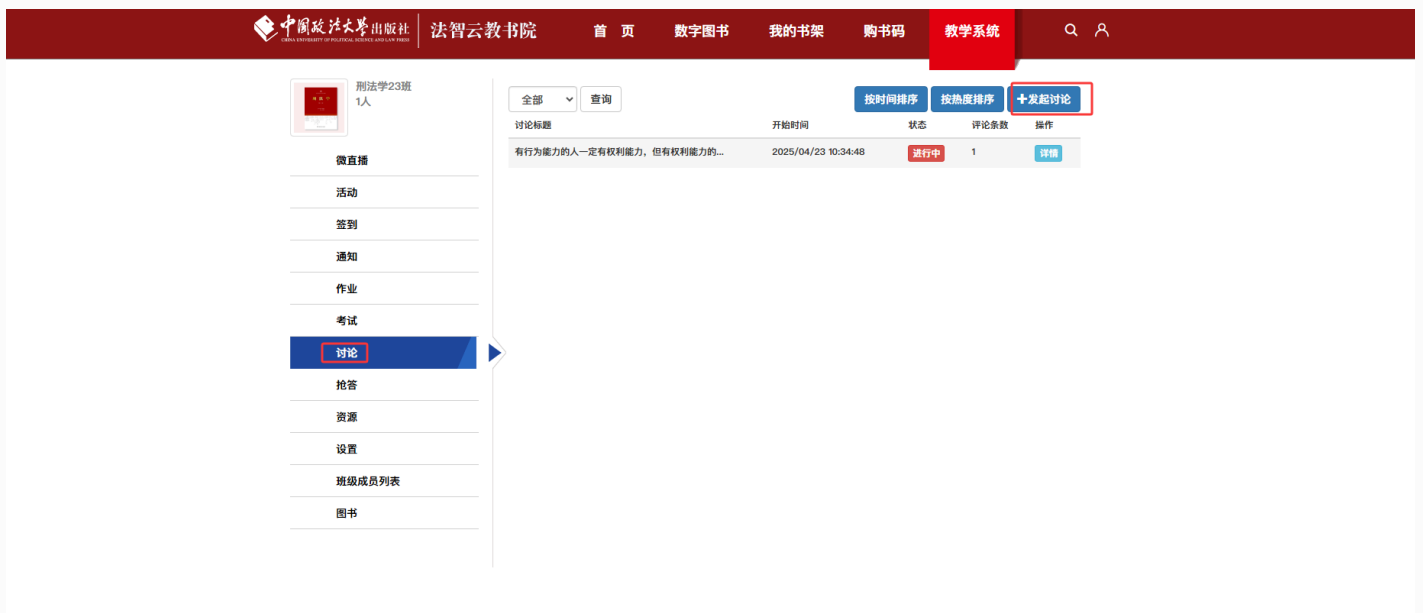 中国政法大学出版社 法智云教书院 首 页 数字图书 我的书架 购书码 教学系统
CHINA UNIVERSITY OF POLITICAL SCIENCE AND LAW PRESS
刑法学23班
1人
全部 查询 按时间排序 按热度排序 +发起讨论
讨论标题 开始时间 状态 评论条数 操作
有行为能力的人一定有权利能力，但有权利能力的... 2025/04/23 10:34:48 进行中 1 详情
微直播
活动
签到
通知
作业
考试
讨论
抢答
资源
设置
班级成员列表
图书